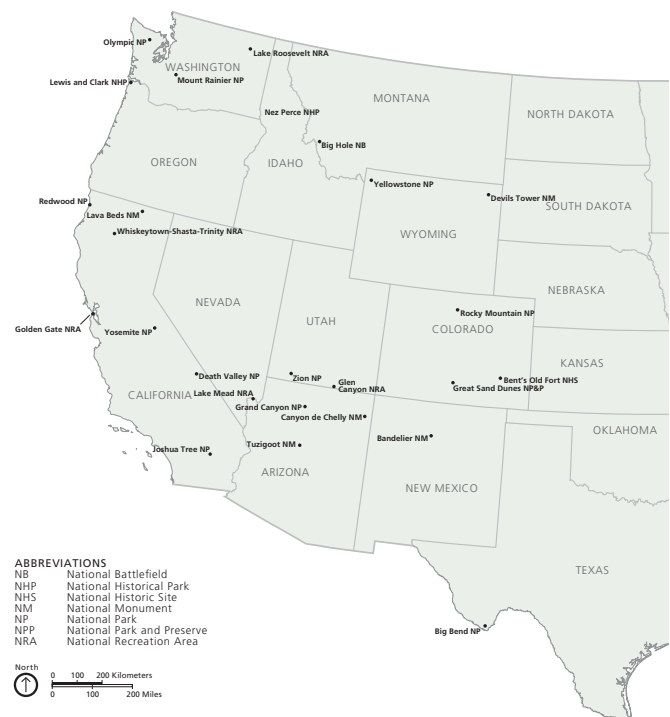 Olympic NP
Lake Roosevelt NRA
WASHINGTON
Mount Rainier NP
Lewis and Clark NHP
MONTANA
NORTH DAKOTA
Nez Perce NHP
Big Hole NB
OREGON
IDAHO
Yellowstone NP
Devils Tower NM
SOUTH DAKOTA
Redwood NP
Lava Beds NM
Whiskeytown-Shasta-Trinity NRA
WYOMING
NEBRASKA
NEVADA
Rocky Mountain NP
UTAH
COLORADO
Golden Gate NRA
Yosemite NP
KANSAS
Death Valley NP
Zion NP
Glen
Canyon NRA
Bent's Old Fort NHS
Great Sand Dunes NP&P
CALIFORNIA
Lake Mead NRA
Grand Canyon NP
Canyon de Chelly NM
OKLAHOMA
Bandelier NM
Tuzigoot NM
Joshua Tree NP
ARIZONA
NEW MEXICO
TEXAS
Big Bend NP
ABBREVIATIONS
NB National Battlefield
NHP National Historical Park
NHS National Historic Site
NM National Monument
NP National Park
NPP National Park and Preserve
NRA National Recreation Area
North
0 100 200 Kilometers
0 100 200 Miles